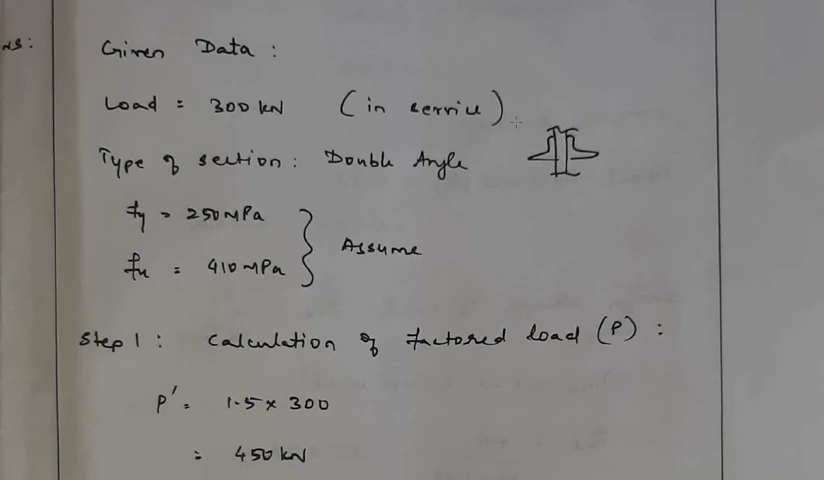 ns:
Given Data :
Load = 300 kN (in service)
Type of section : Double Angle
fy = 250 MPa
fu = 410 MPa } Assume
Step 1 : Calculation of factored load (P) :
P' = 1.5 × 300
= 450 kN